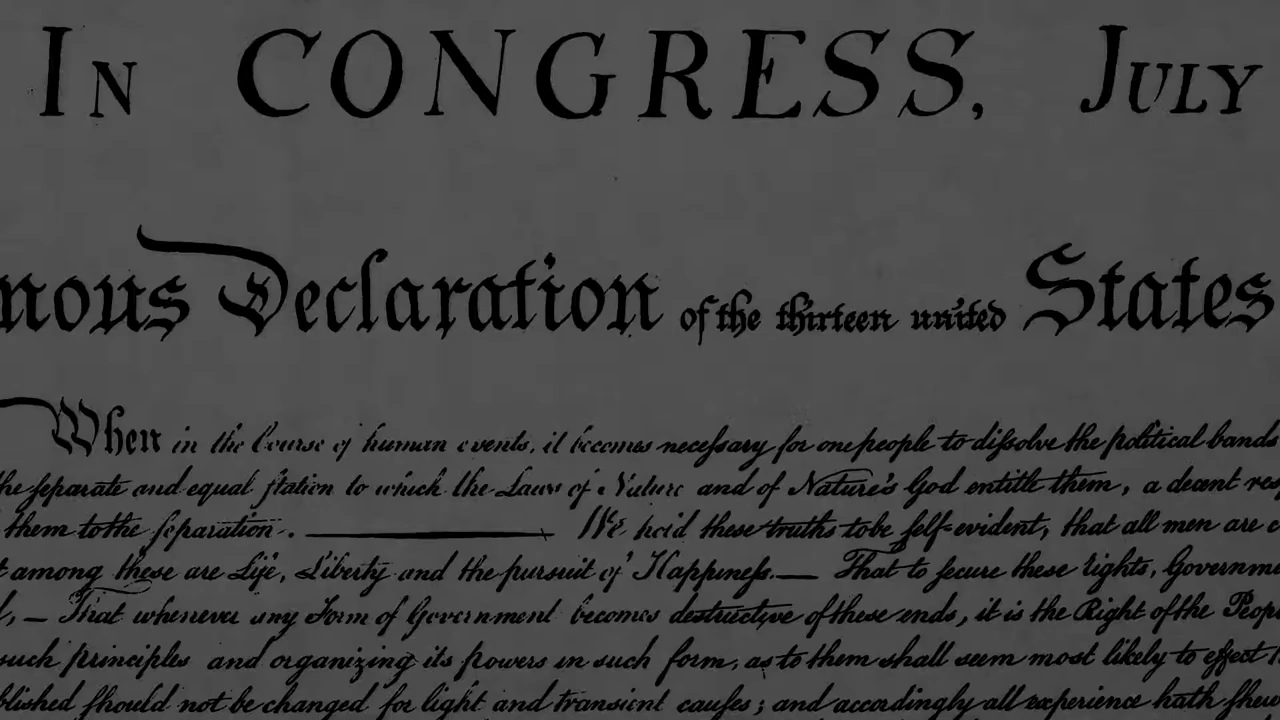 In CONGRESS, July
nous Declaration of the thirteen united States
When in the Course of human events, it becomes necessary for one people to dissolve the political bands
the separate and equal station to which the Laws of Nature and of Nature's God entitle them, a decent res
them to the separation. ——— We hold these truths to be self-evident, that all men are c
t among these are Life, Liberty and the pursuit of Happiness.— That to secure these rights, Governme
, — That whenever any Form of Government becomes destructive of these ends, it is the Right of the Peop
such principles and organizing its powers in such form, as to them shall seem most likely to effect
blished should not be changed for light and transient causes; and accordingly all experience hath shew